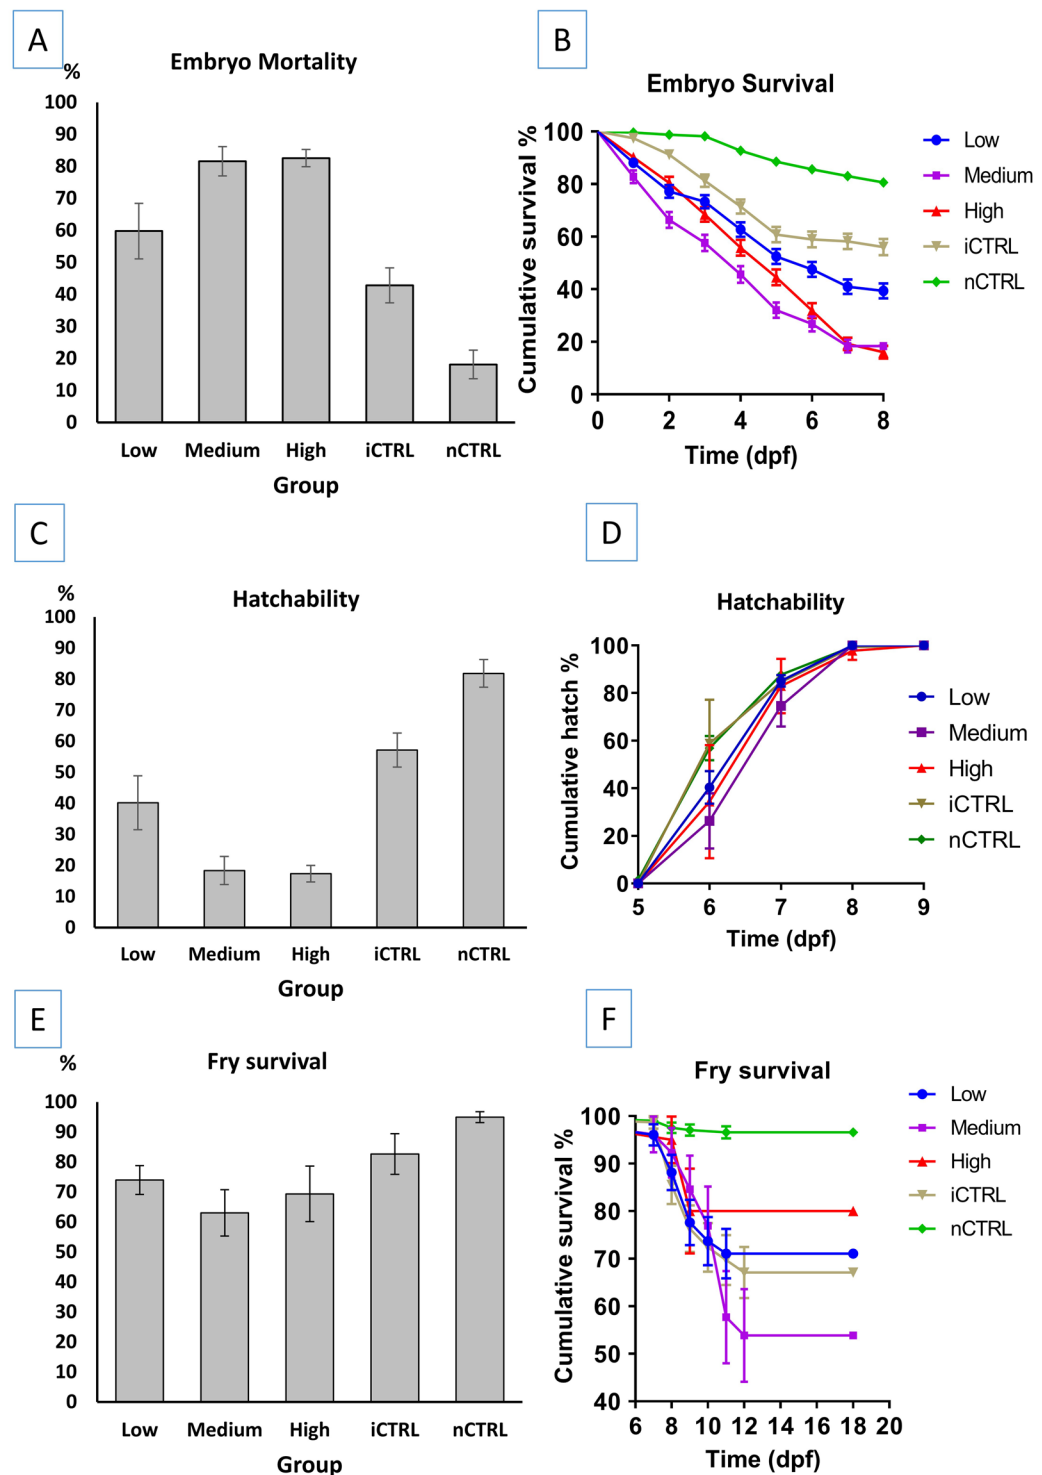 A
Embryo Mortality
%
100
90
80
70
60
50
40
30
20
10
0
Low Medium High iCTRL nCTRL
Group
B
Embryo Survival
Cumulative survival %
100
80
60
40
20
0
0 2 4 6 8
Time (dpf)
Low
Medium
High
iCTRL
nCTRL
C
Hatchability
%
100
90
80
70
60
50
40
30
20
10
0
Low Medium High iCTRL nCTRL
Group
D
Hatchability
Cumulative hatch %
100
80
60
40
20
0
5 6 7 8 9
Time (dpf)
Low
Medium
High
iCTRL
nCTRL
E
Fry survival
%
100
90
80
70
60
50
40
30
20
10
0
Low Medium High iCTRL nCTRL
Group
F
Fry survival
Cumulative survival %
100
90
80
70
60
50
40
6 8 10 12 14 16 18 20
Time (dpf)
Low
Medium
High
iCTRL
nCTRL